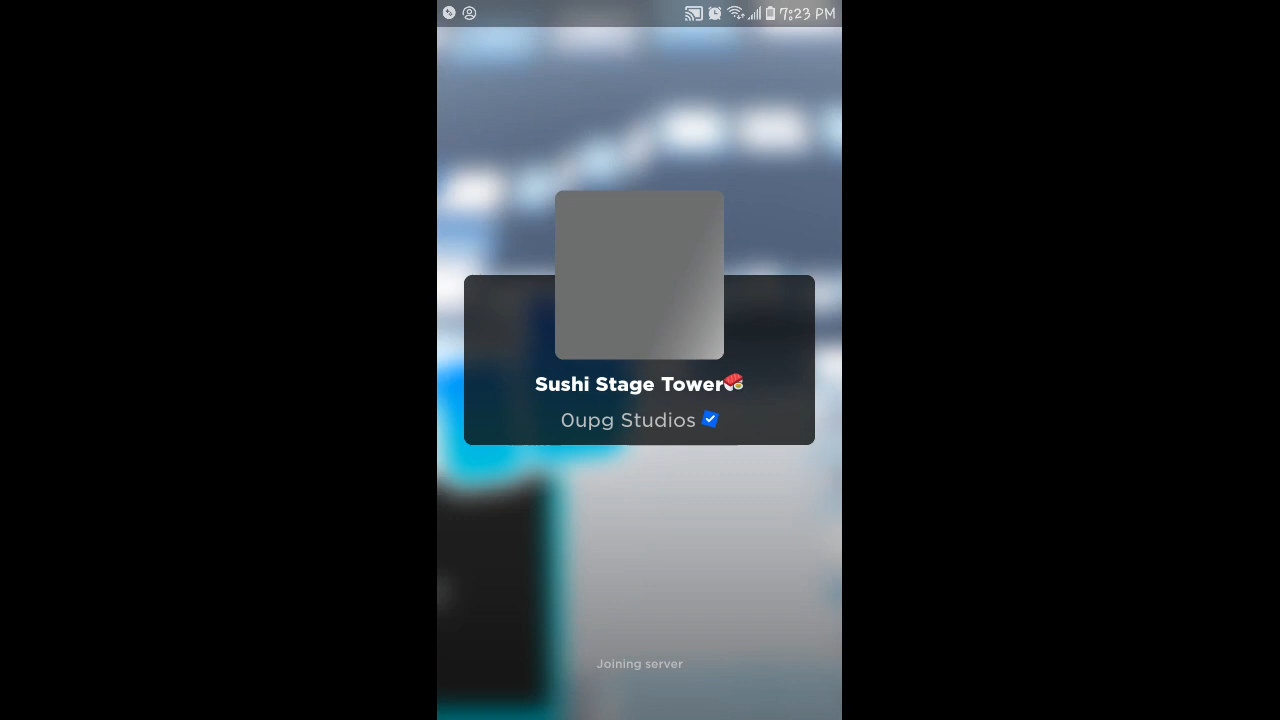 7:23 PM
Sushi Stage Tower🍣
0upg Studios
Joining server